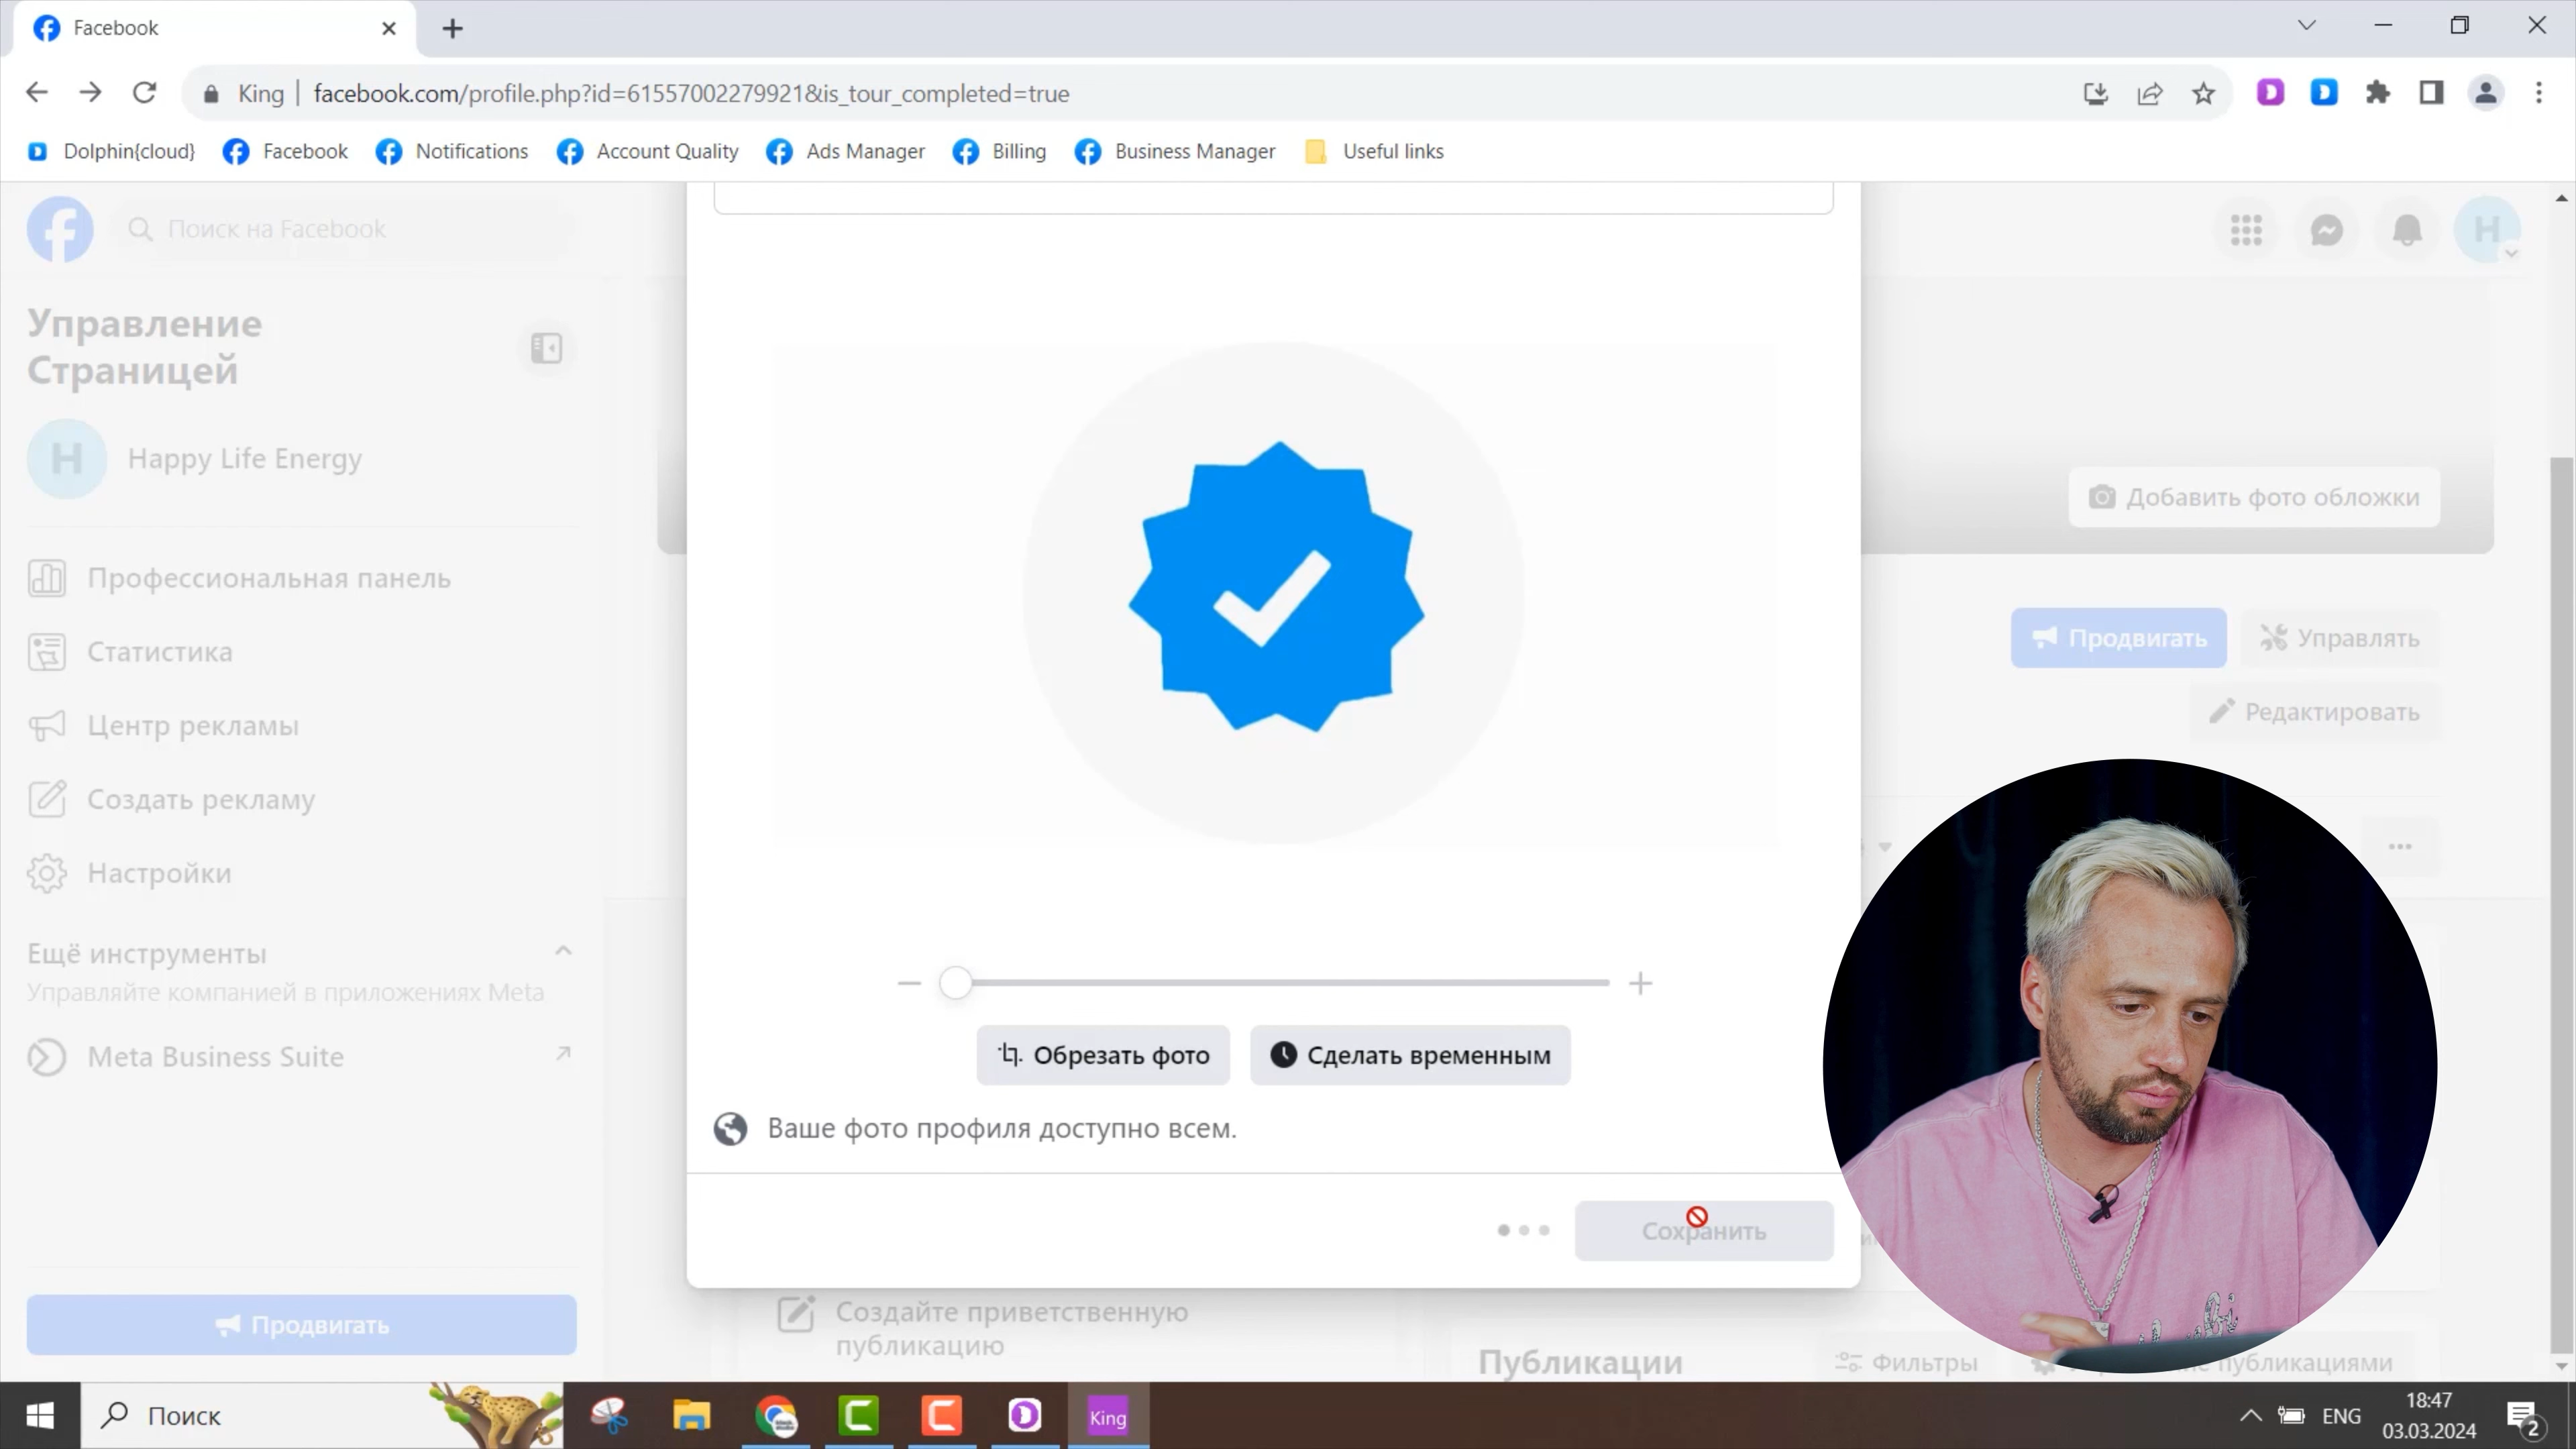 Facebook
King | facebook.com/profile.php?id=61557002279921&is_tour_completed=true
Dolphin{cloud} Facebook Notifications Account Quality Ads Manager Billing Business Manager Useful links
Поиск на Facebook
H
Управление
Страницей
H Happy Life Energy
Профессиональная панель
Статистика
Центр рекламы
Создать рекламу
Настройки
Ещё инструменты
Управляйте компанией в приложениях Meta
Meta Business Suite
Продвигать
Обрезать фото
Сделать временным
Ваше фото профиля доступно всем.
Сохранить
Добавить фото обложки
Продвигать
Управлять
Редактировать
Создайте приветственную
публикацию
Публикации
Фильтры
публикациями
Поиск
King
ENG
18:47
03.03.2024
2